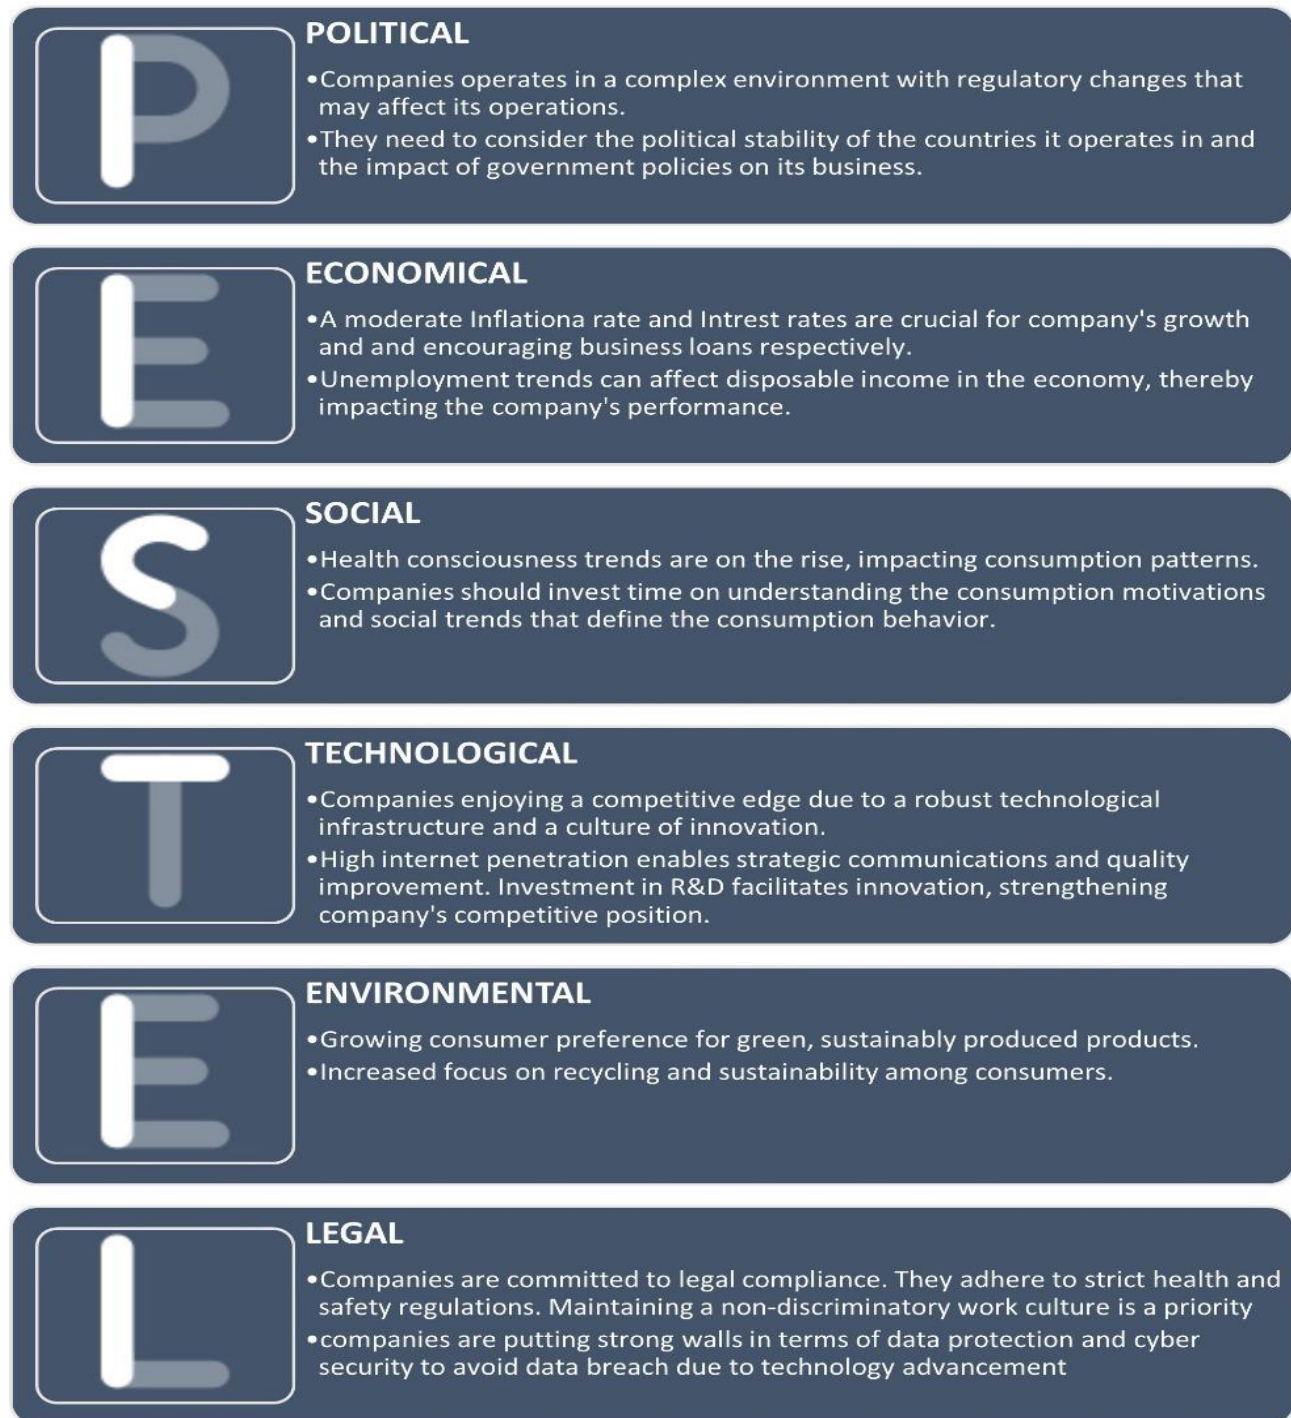 P
POLITICAL
•Companies operates in a complex environment with regulatory changes that
may affect its operations.
•They need to consider the political stability of the countries it operates in and
the impact of government policies on its business.
E
ECONOMICAL
•A moderate Inflationa rate and Intrest rates are crucial for company's growth
and and encouraging business loans respectively.
•Unemployment trends can affect disposable income in the economy, thereby
impacting the company's performance.
S
SOCIAL
•Health consciousness trends are on the rise, impacting consumption patterns.
•Companies should invest time on understanding the consumption motivations
and social trends that define the consumption behavior.
T
TECHNOLOGICAL
•Companies enjoying a competitive edge due to a robust technological
infrastructure and a culture of innovation.
•High internet penetration enables strategic communications and quality
improvement. Investment in R&D facilitates innovation, strengthening
company's competitive position.
E
ENVIRONMENTAL
•Growing consumer preference for green, sustainably produced products.
•Increased focus on recycling and sustainability among consumers.
L
LEGAL
•Companies are committed to legal compliance. They adhere to strict health and
safety regulations. Maintaining a non-discriminatory work culture is a priority
•companies are putting strong walls in terms of data protection and cyber
security to avoid data breach due to technology advancement